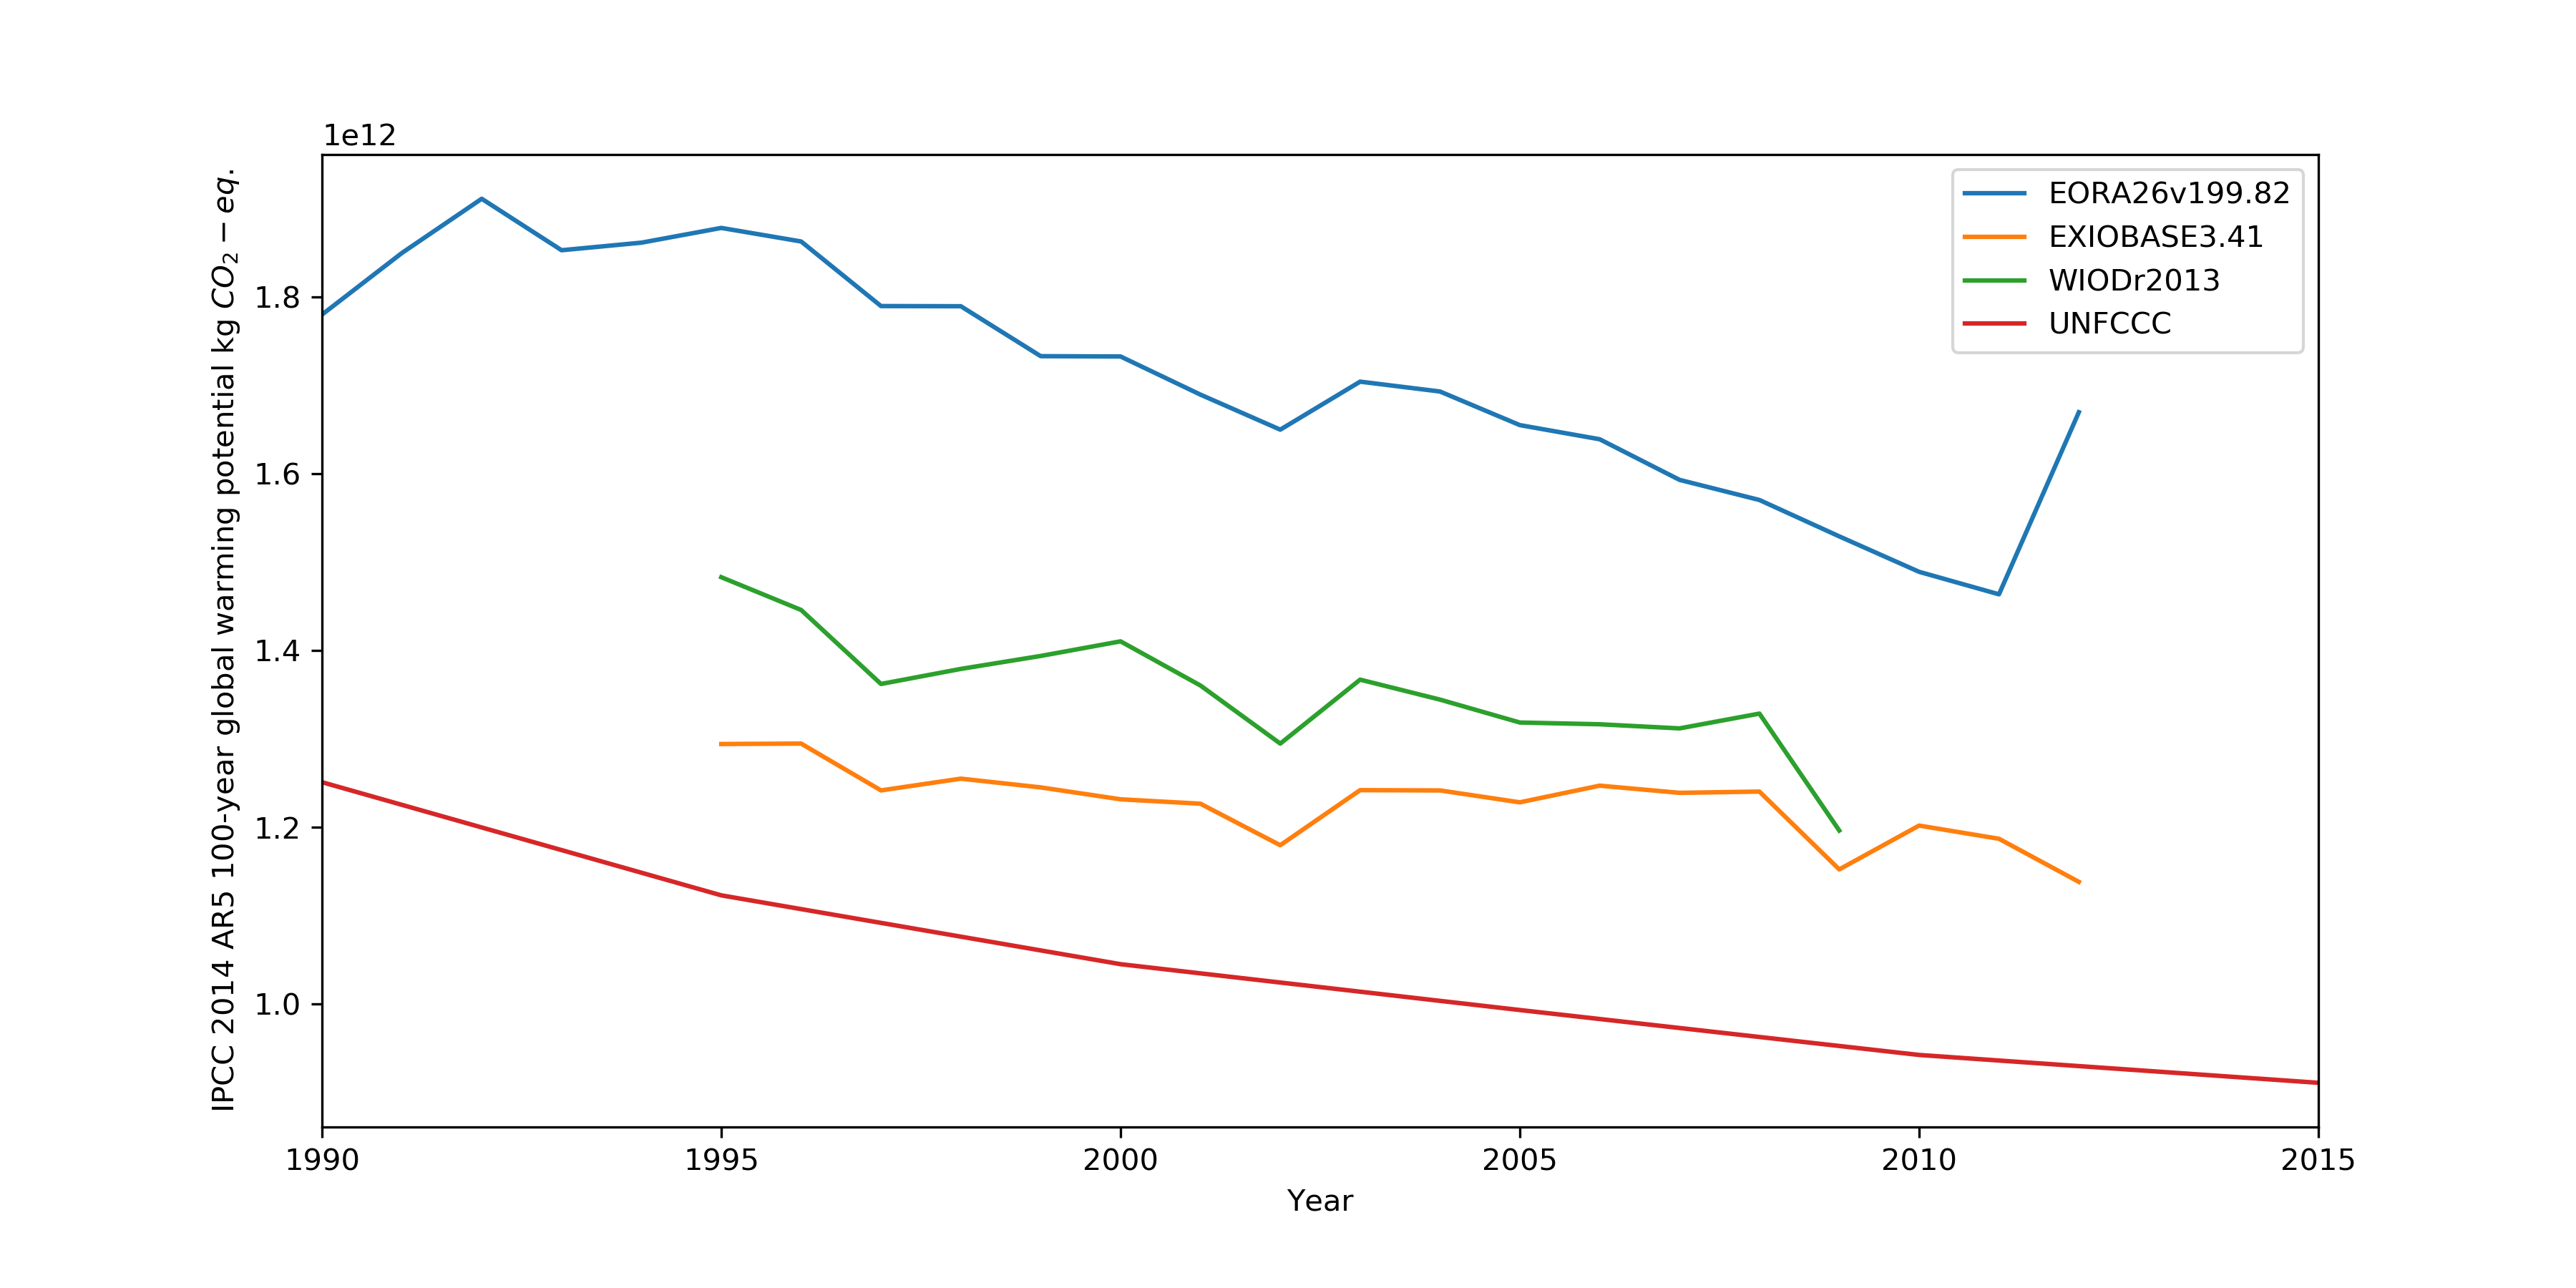 1e12
IPCC 2014 AR5 100-year global warming potential kg CO₂ − eq.
1.8
1.6
1.4
1.2
1.0
1990 1995 2000 2005 2010 2015
Year
EORA26v199.82
EXIOBASE3.41
WIODr2013
UNFCCC